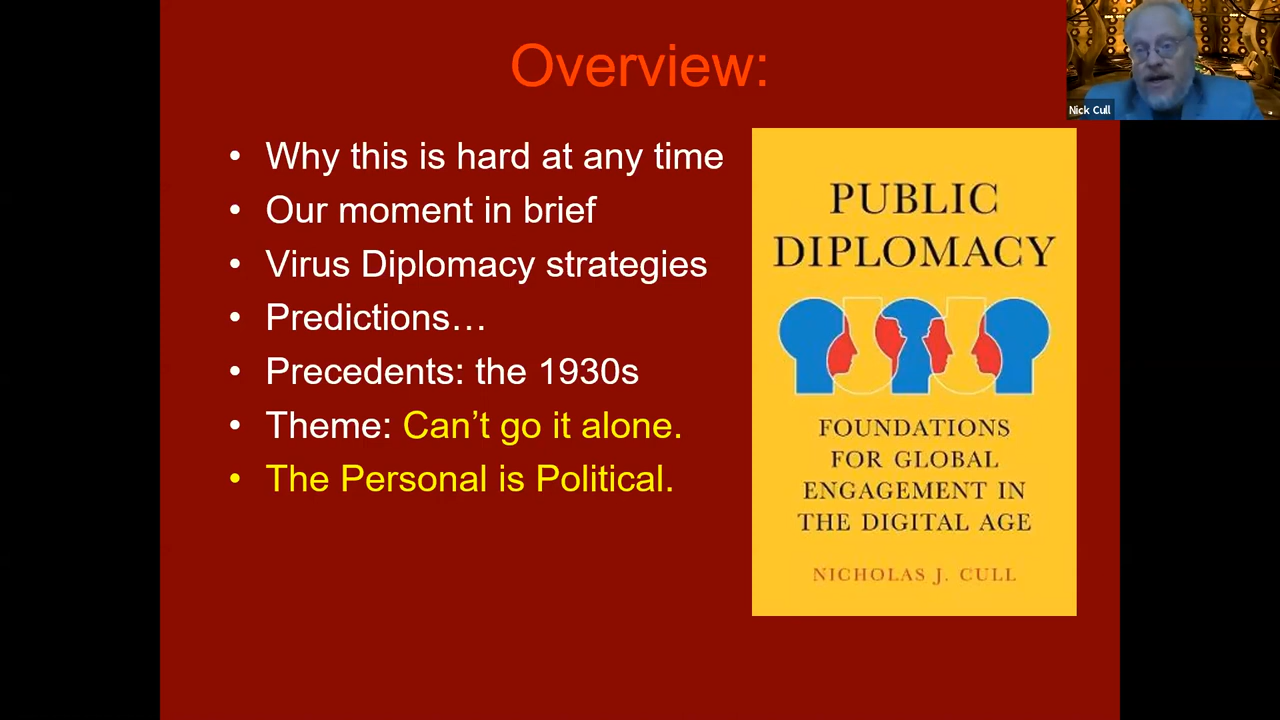 Overview:
• Why this is hard at any time
• Our moment in brief
• Virus Diplomacy strategies
• Predictions…
• Precedents: the 1930s
• Theme: Can’t go it alone.
• The Personal is Political.
PUBLIC
DIPLOMACY
FOUNDATIONS
FOR GLOBAL
ENGAGEMENT IN
THE DIGITAL AGE
NICHOLAS J. CULL
Nick Cull